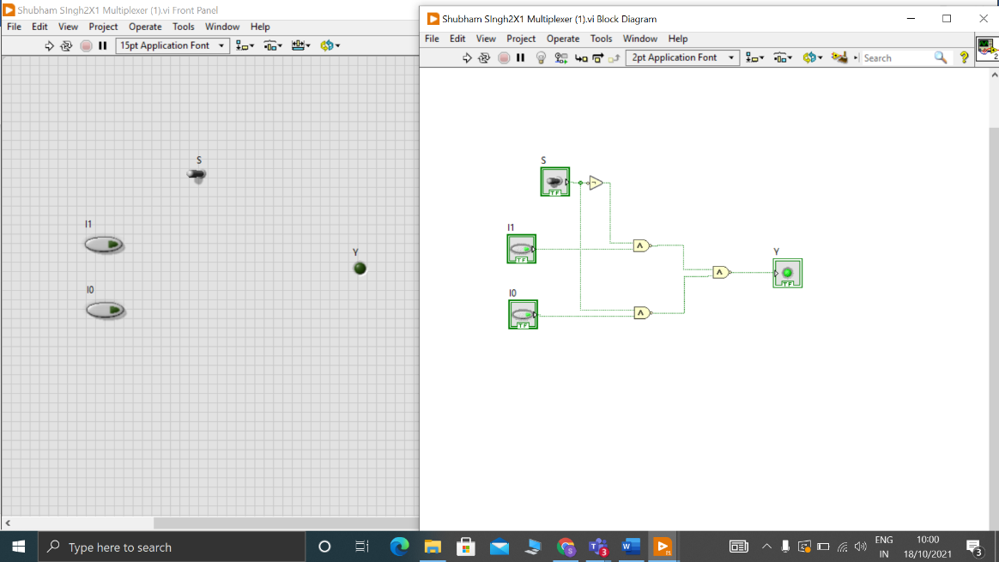 Shubham SIngh2X1 Multiplexer (1).vi Front Panel
File Edit View Project Operate Tools Window Help
15pt Application Font
S
I1
I0
Y
Shubham SIngh2X1 Multiplexer (1).vi Block Diagram
File Edit View Project Operate Tools Window Help
2pt Application Font
Search
?
2
S
TF
I1
TF
I0
TF
Y
TF
Type here to search
S
3
W
ENG
IN
10:00
18/10/2021
3